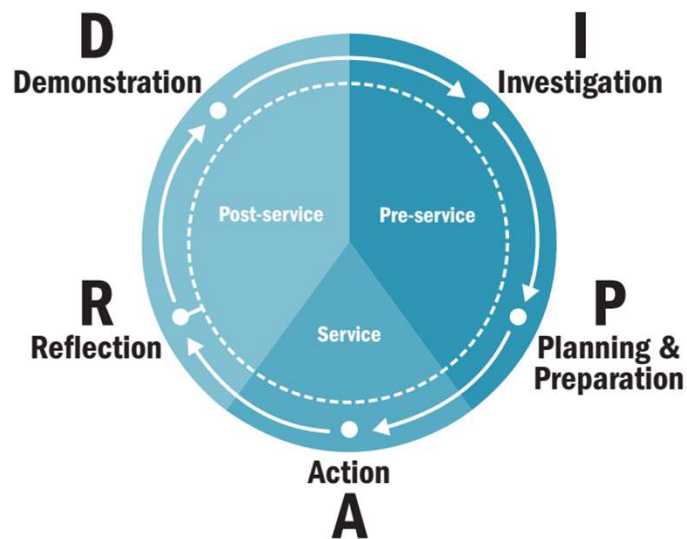 D
Demonstration
I
Investigation
Post-service
Pre-service
R
Reflection
Service
P
Planning &
Preparation
Action
A